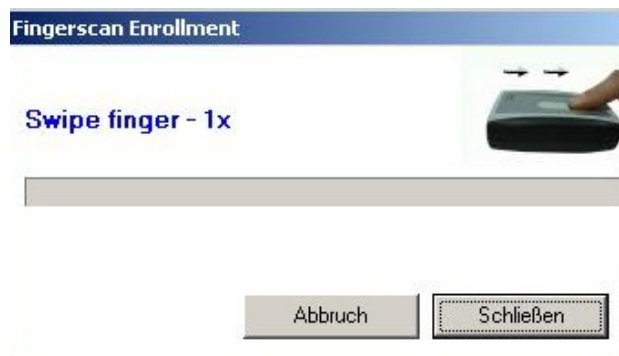 Fingerscan Enrollment
Swipe finger - 1x
Abbruch
Schließen